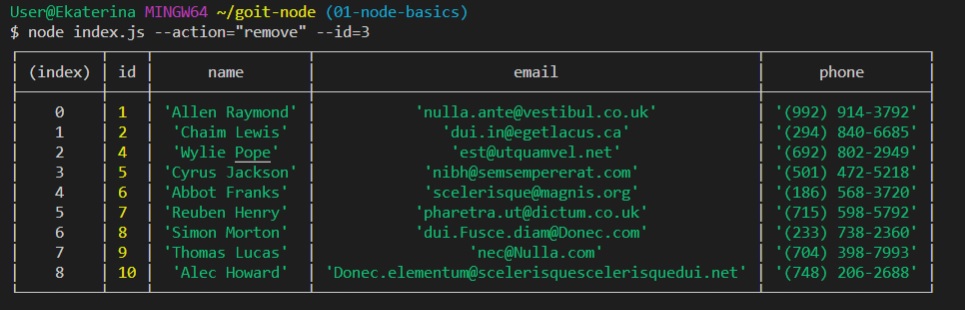 User@Ekaterina MINGW64 ~/goit-node (01-node-basics)
$ node index.js --action="remove" --id=3
(index) id name email phone
0 1 'Allen Raymond' 'nulla.ante@vestibul.co.uk' '(992) 914-3792'
1 2 'Chaim Lewis' 'dui.in@egetlacus.ca' '(294) 840-6685'
2 4 'Wylie Pope' 'est@utquamvel.net' '(692) 802-2949'
3 5 'Cyrus Jackson' 'nibh@semsempererat.com' '(501) 472-5218'
4 6 'Abbot Franks' 'scelerisque@magnis.org' '(186) 568-3720'
5 7 'Reuben Henry' 'pharetra.ut@dictum.co.uk' '(715) 598-5792'
6 8 'Simon Morton' 'dui.Fusce.diam@Donec.com' '(233) 738-2360'
7 9 'Thomas Lucas' 'nec@Nulla.com' '(704) 398-7993'
8 10 'Alec Howard' 'Donec.elementum@scelerisquescelerisquedui.net' '(748) 206-2688'